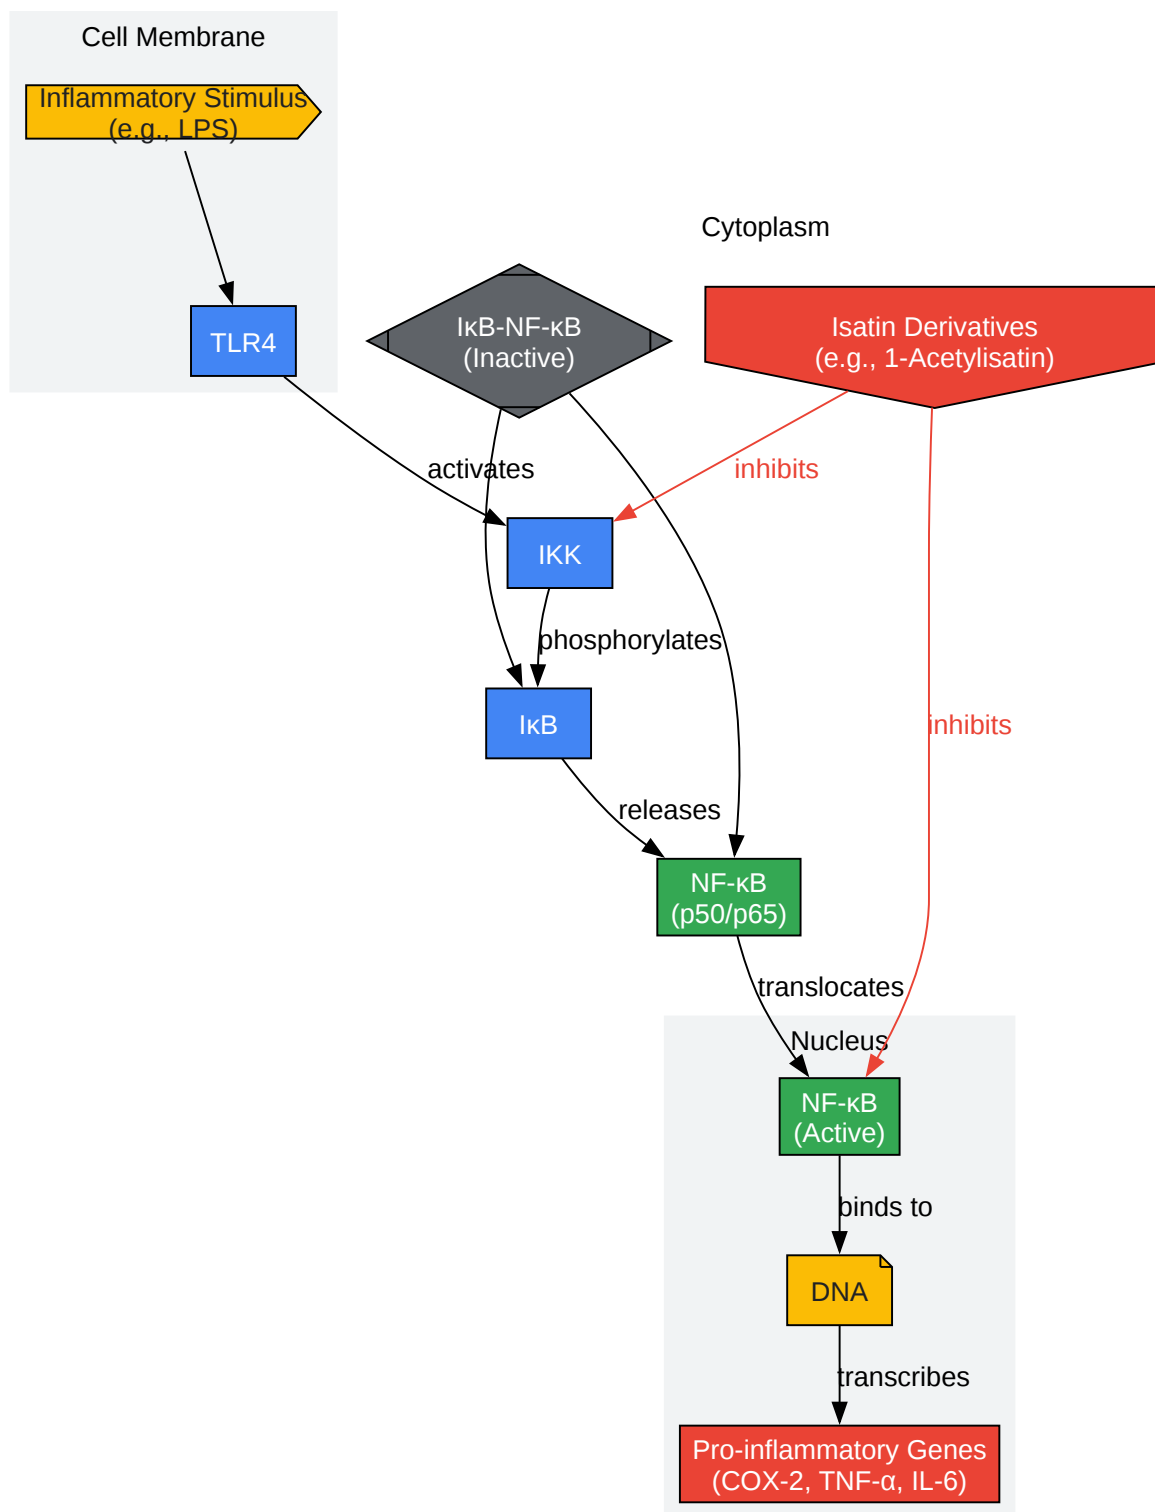 Cell Membrane
Inflammatory Stimulus
(e.g., LPS)
Cytoplasm
TLR4
IκB-NF-κB
(Inactive)
Isatin Derivatives
(e.g., 1-Acetylisatin)
activates
inhibits
IKK
phosphorylates
IκB
inhibits
releases
NF-κB
(p50/p65)
translocates
Nucleus
NF-κB
(Active)
binds to
DNA
transcribes
Pro-inflammatory Genes
(COX-2, TNF-α, IL-6)